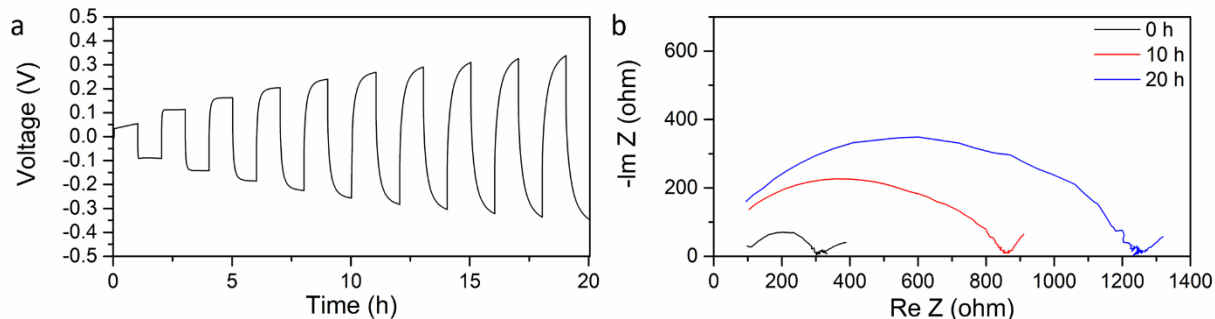 a
0.5
0.4
0.3
0.2
0.1
0.0
-0.1
-0.2
-0.3
-0.4
-0.5
Voltage (V)
0 5 10 15 20
Time (h)
b
0 h
10 h
20 h
600
400
200
0
-Im Z (ohm)
0 200 400 600 800 1000 1200 1400
Re Z (ohm)